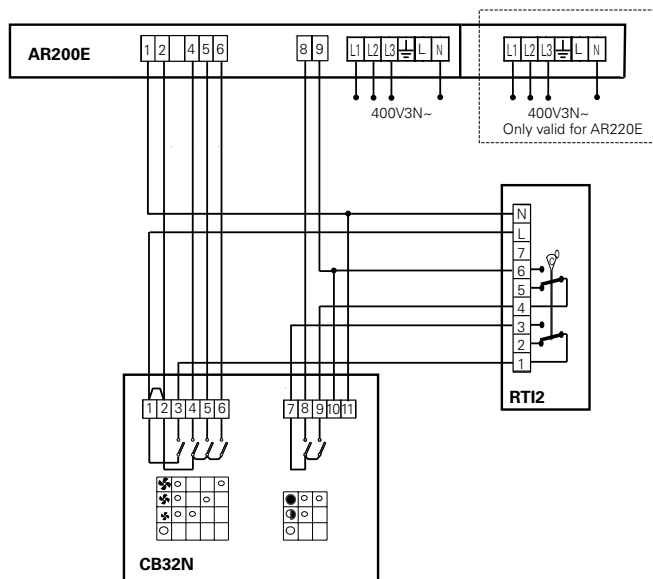 AR200E
1 2 4 5 6
8 9
L1 L2 L3 L N
L1 L2 L3 L N
400V3N~
400V3N~
Only valid for AR220E
N
L
7
6
5
4
3
2
1
RTI2
1 2 3 4 5 6
7 8 9 10 11
CB32N